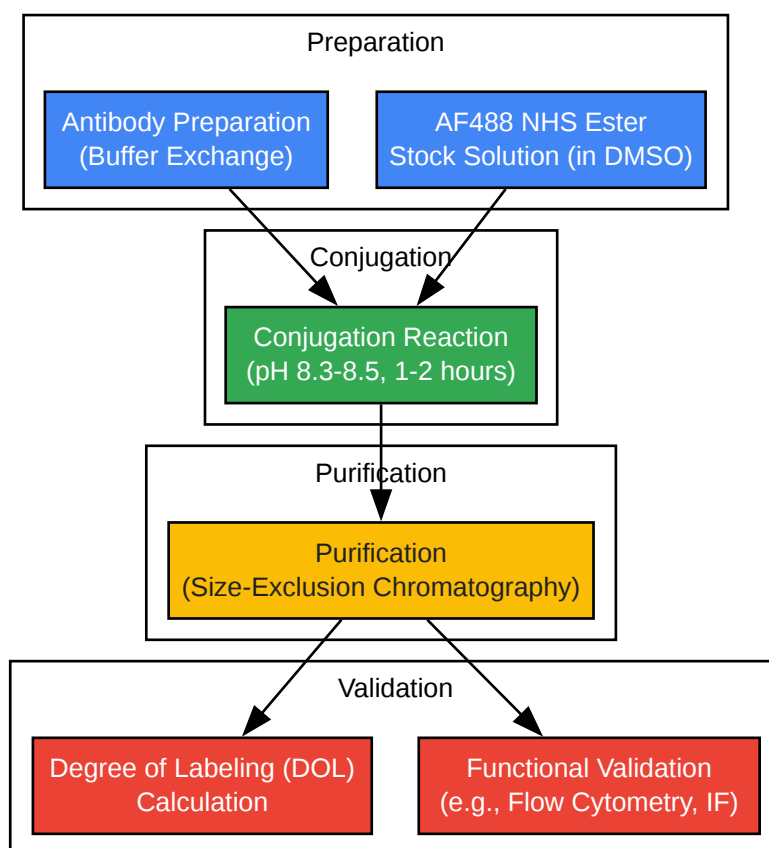 Preparation
Antibody Preparation
(Buffer Exchange)
AF488 NHS Ester
Stock Solution (in DMSO)
Conjugation
Conjugation Reaction
(pH 8.3-8.5, 1-2 hours)
Purification
Purification
(Size-Exclusion Chromatography)
Validation
Degree of Labeling (DOL)
Calculation
Functional Validation
(e.g., Flow Cytometry, IF)